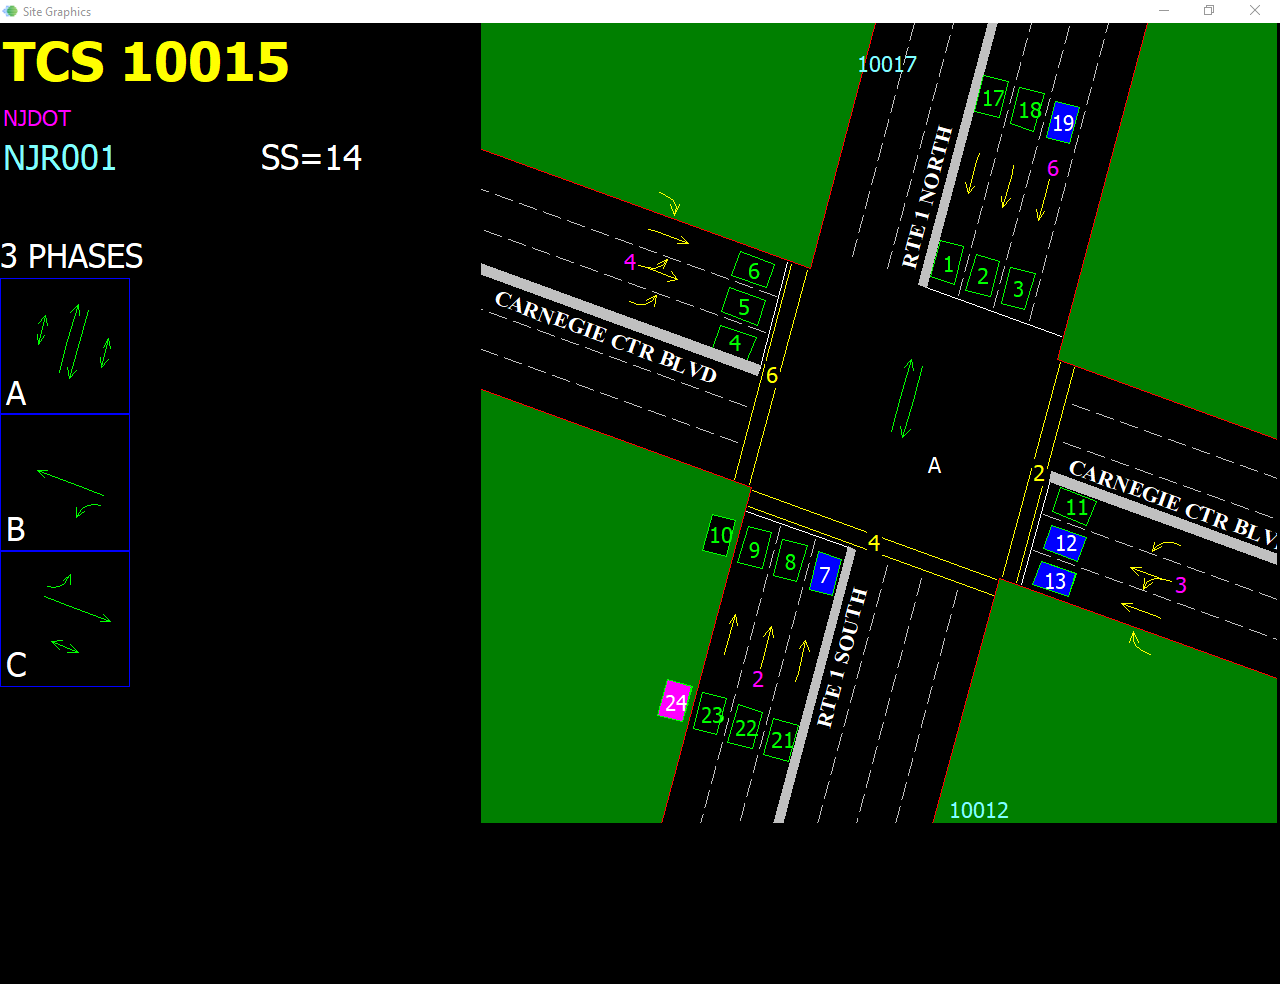 Site Graphics
TCS 10015
NJDOT
NJR001 SS=14
3 PHASES
A
B
C
10017
17 18 19
6
RTE 1 NORTH
1 2 3
4
6
5
4
CARNEGIE CTR BLVD
6
A
2
CARNEGIE CTR BLV
11
12
13
3
4
10 9 8 7
RTE 1 SOUTH
2
24 23 22 21
10012